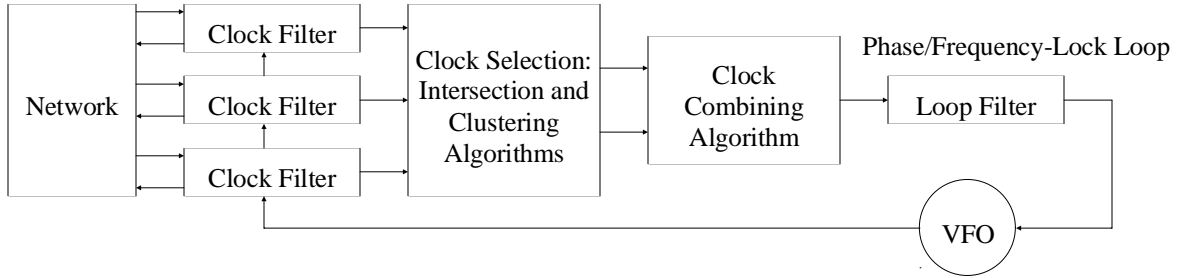 Network
Clock Filter
Clock Filter
Clock Filter
Clock Selection:
Intersection and
Clustering
Algorithms
Clock
Combining
Algorithm
Phase/Frequency-Lock Loop
Loop Filter
VFO